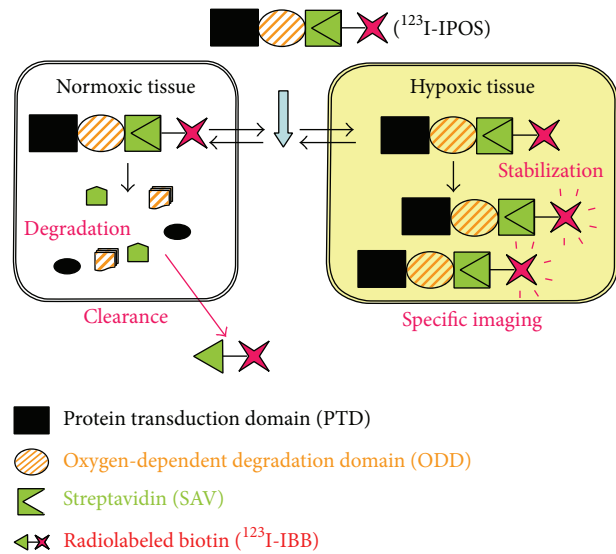 (¹²³I-IPOS)
Normoxic tissue
Hypoxic tissue
Stabilization
Degradation
Clearance
Specific imaging
Protein transduction domain (PTD)
Oxygen-dependent degradation domain (ODD)
Streptavidin (SAV)
Radiolabeled biotin (¹²³I-IBB)